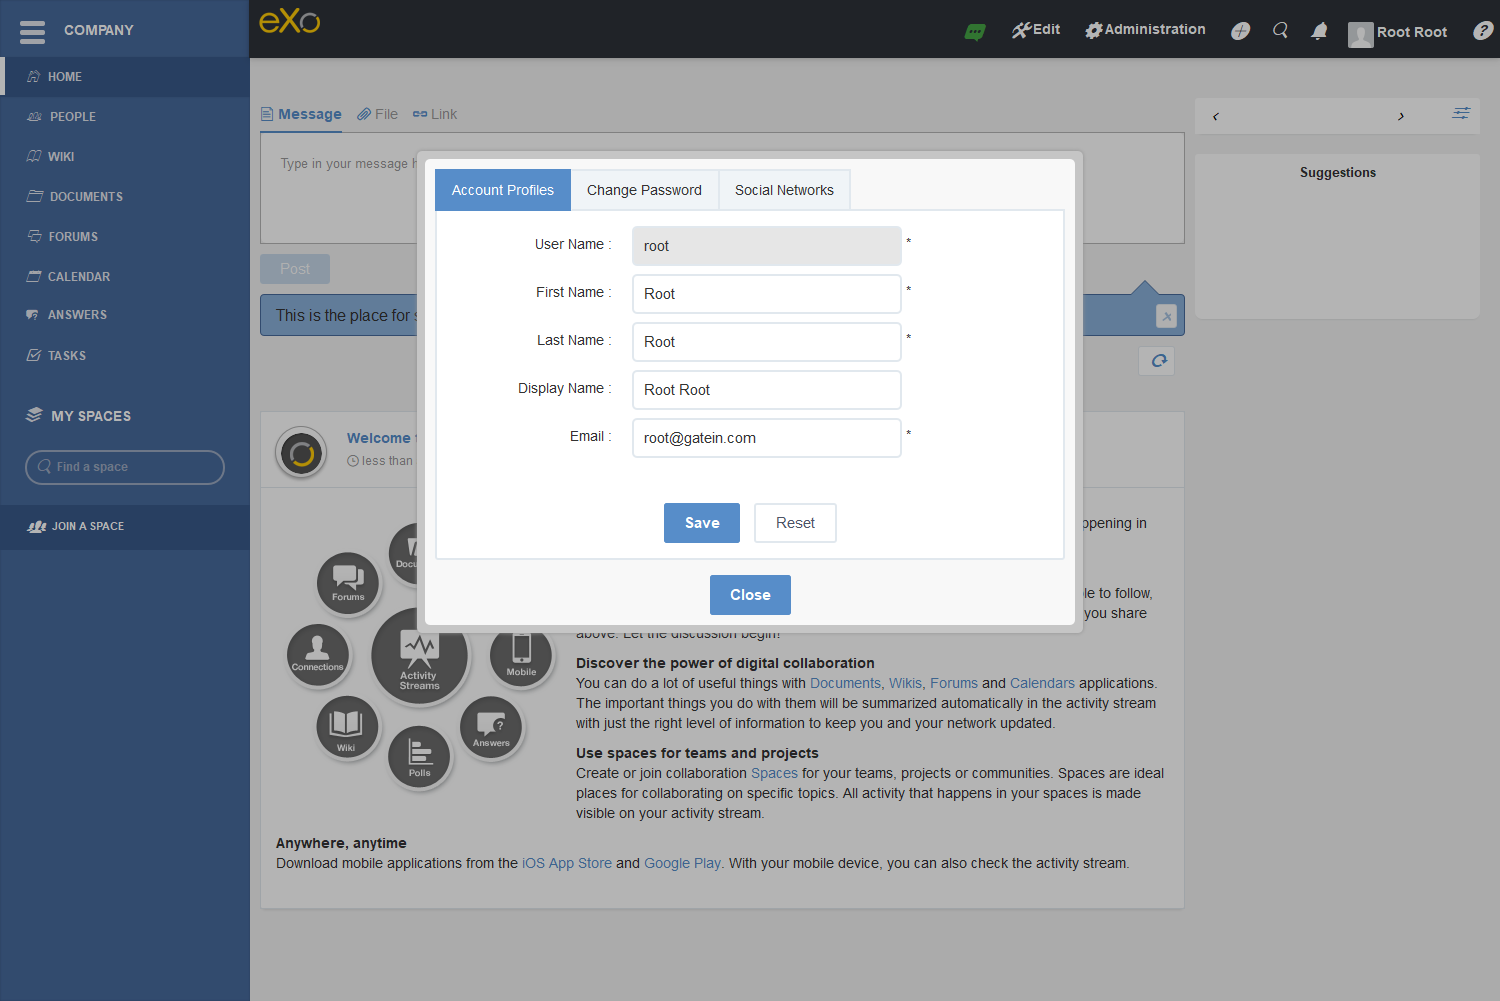 COMPANY
eXo
Edit
Administration
Root Root
?
HOME
PEOPLE
WIKI
DOCUMENTS
FORUMS
CALENDAR
ANSWERS
TASKS
MY SPACES
Find a space
JOIN A SPACE
Message
File
Link
Type in your message
Post
This is the place for
x
Suggestions
Account Profiles
Change Password
Social Networks
User Name :
root
*
First Name :
Root
*
Last Name :
Root
*
Display Name :
Root Root
Email :
root@gatein.com
*
Save
Reset
Close
Welcome
less than
Forums
Connections
Activity
Streams
Mobile
Wiki
Answers
Polls
in
to follow,
you share
above. Let the discussion begin!
Discover the power of digital collaboration
You can do a lot of useful things with Documents, Wikis, Forums and Calendars applications.
The important things you do with them will be summarized automatically in the activity stream
with just the right level of information to keep you and your network updated.
Use spaces for teams and projects
Create or join collaboration Spaces for your teams, projects or communities. Spaces are ideal
places for collaborating on specific topics. All activity that happens in your spaces is made
visible on your activity stream.
Anywhere, anytime
Download mobile applications from the iOS App Store and Google Play. With your mobile device, you can also check the activity stream.